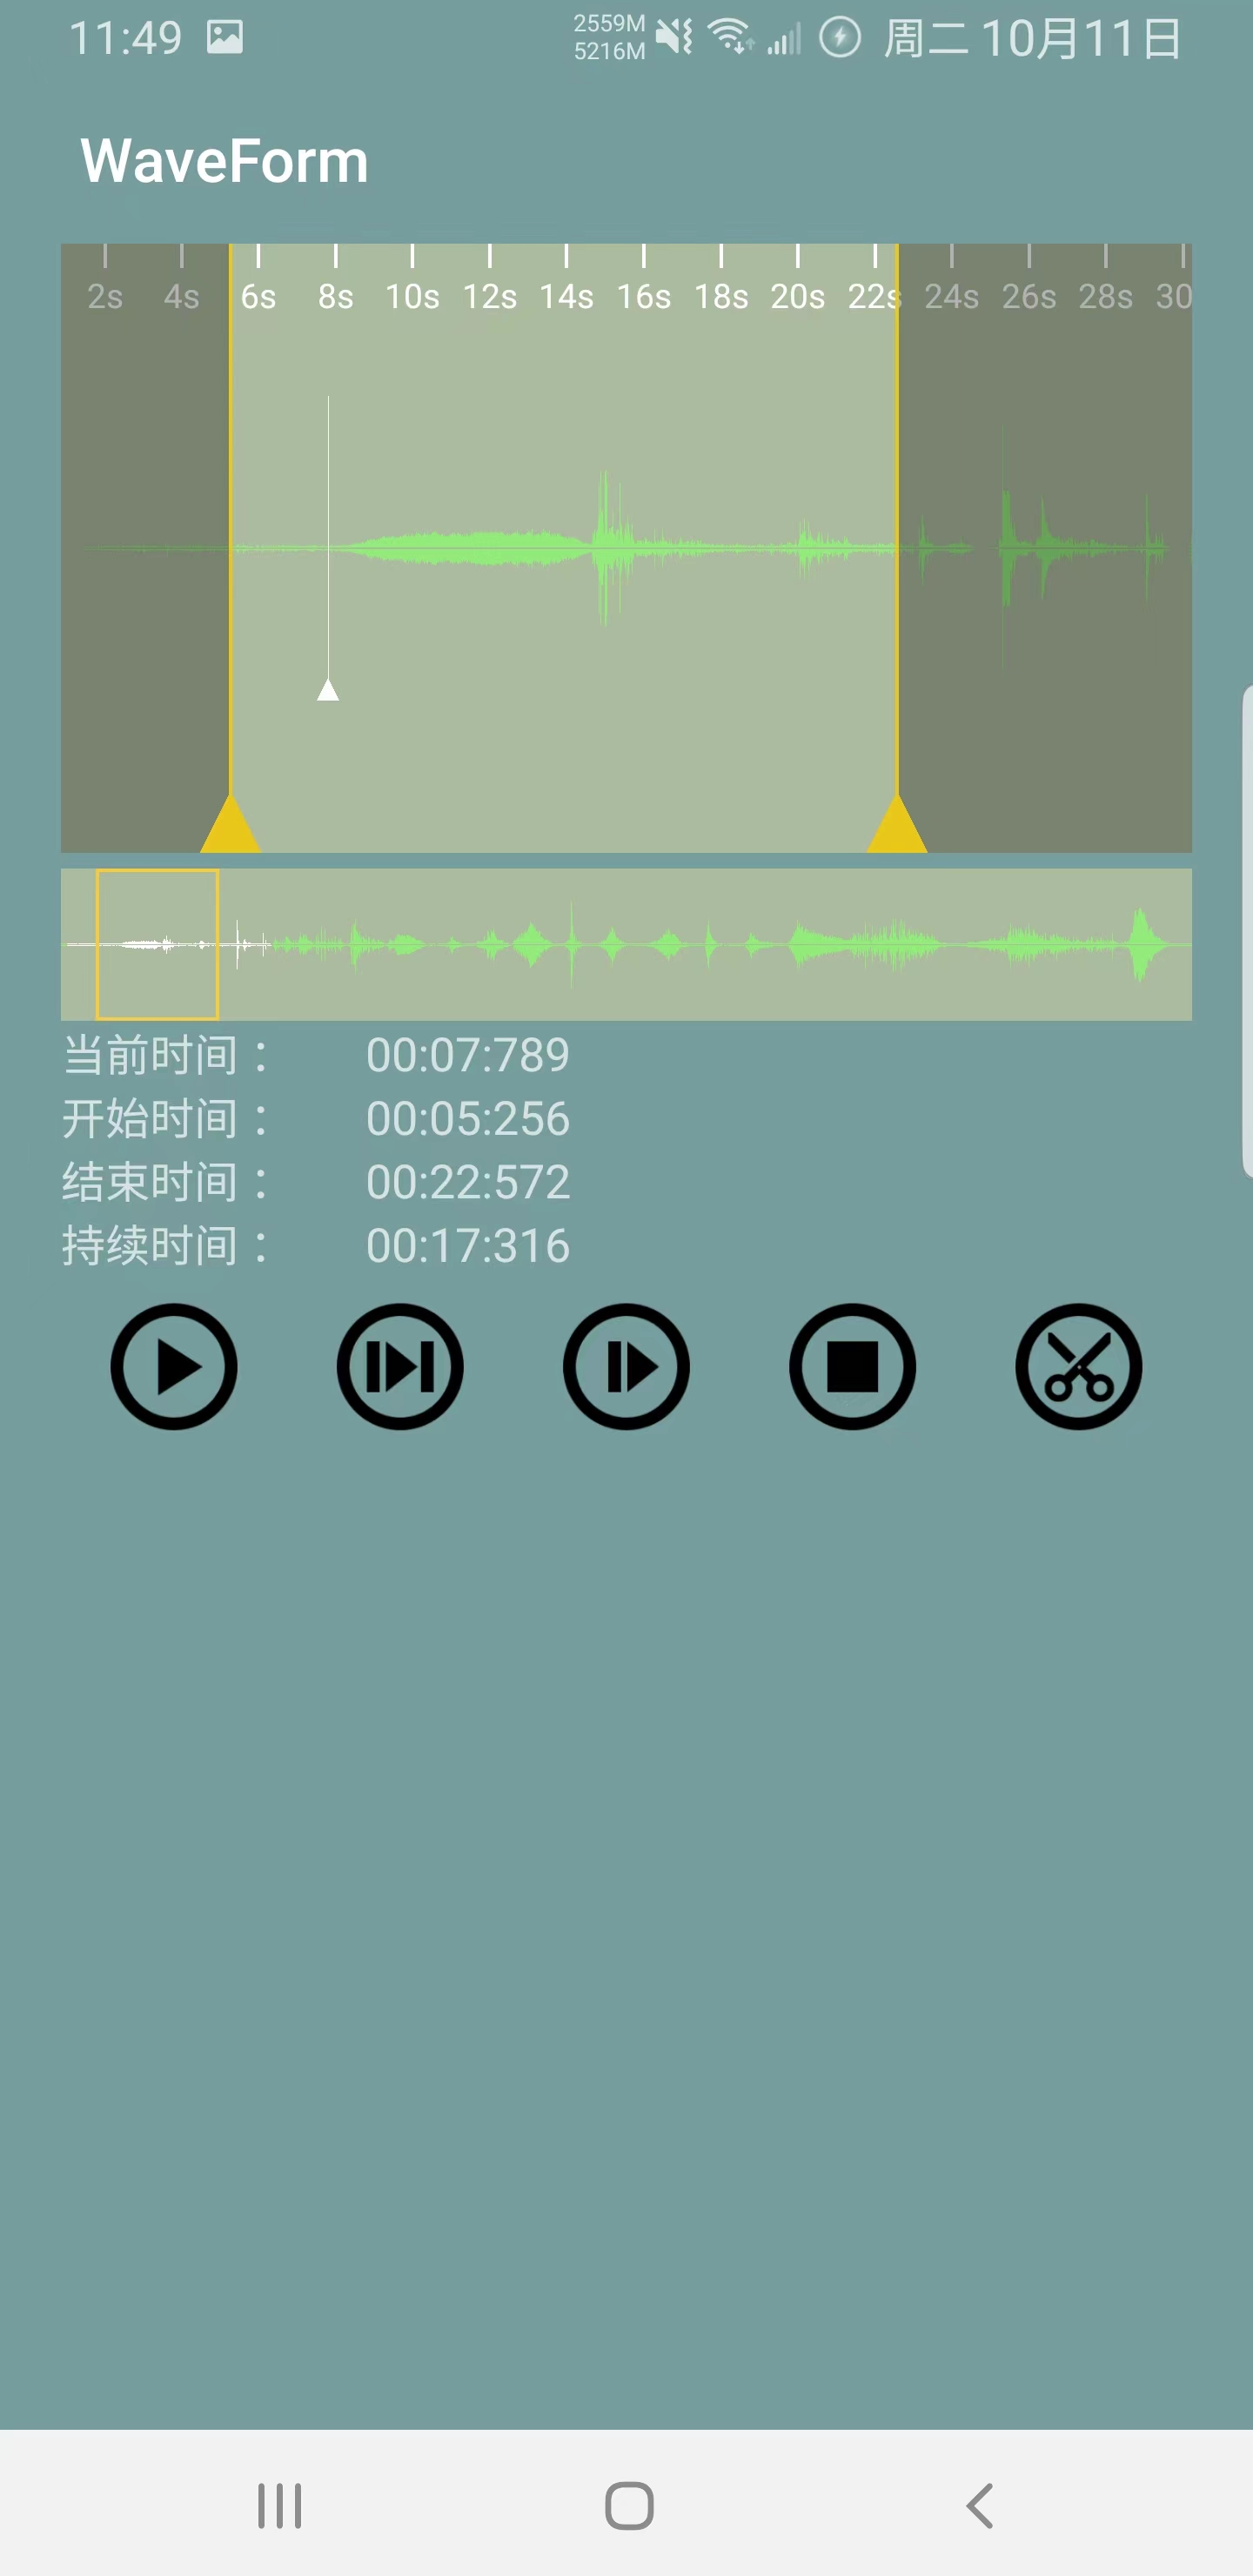 11:49 2559M 5216M 周二 10月11日
WaveForm
2s 4s 6s 8s 10s 12s 14s 16s 18s 20s 22s 24s 26s 28s 30
当前时间： 00:07:789
开始时间： 00:05:256
结束时间： 00:22:572
持续时间： 00:17:316